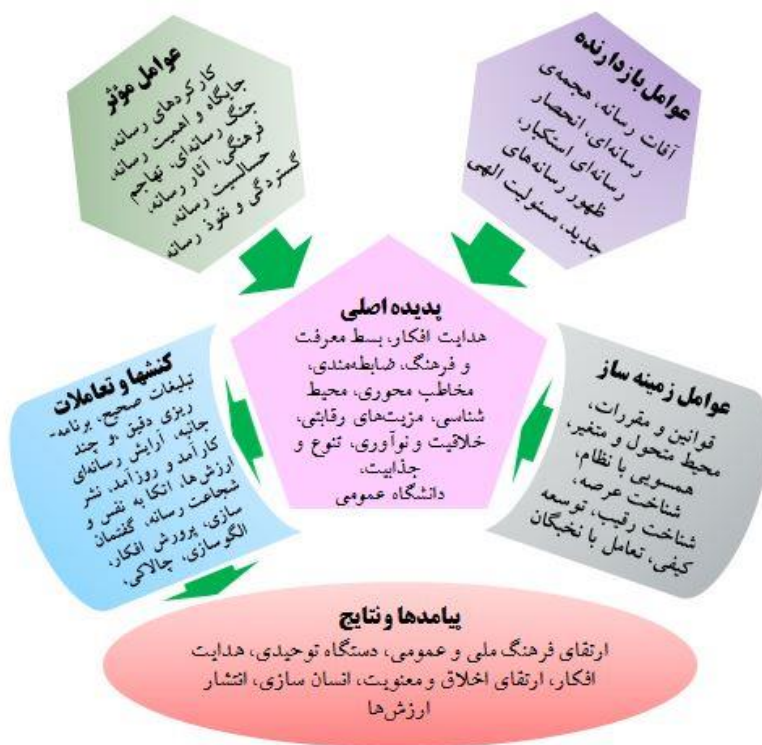 عوامل بازدارنده
آفات رسانه، هجمه‌ی
رسانه‌ای، انحصار
رسانه‌ای استکبار،
ظهور رسانه‌های
جدید، مسئولیت الهی
عوامل مؤثر
کارکردهای رسانه،
جایگاه و اهمیت رسانه،
جنگ رسانه‌ای، تهاجم
فرهنگی، آثار رسانه،
حساسیت رسانه،
گستردگی و نفوذ رسانه
پدیده اصلی
هدایت افکار، بسط معرفت
و فرهنگ، ضابطه‌مندی،
مخاطب محوری، محیط
شناسی، مزیت‌های رقابتی،
خلاقیت و نوآوری، تنوع و
جذابیت،
دانشگاه عمومی
عوامل زمینه ساز
قوانین و مقررات،
محیط متحول و متغیر،
همسویی با نظام،
شناخت عرصه،
شناخت رقیب، توسعه
کیفی، تعامل با نخبگان
کنشها و تعاملات
تبلیغات صحیح، برنامه-
ریزی دقیق و چند
جانبه، آرایش رسانه‌ای
کارآمد و روزآمد، نشر
ارزش‌ها، اتکا به نفس و
شجاعت رسانه، گفتمان
سازی، پرورش افکار،
الگوسازی، چالاکی،
پیامدها و نتایج
ارتقای فرهنگ ملی و عمومی، دستگاه توحیدی، هدایت
افکار، ارتقای اخلاق و معنویت، انسان سازی، انتشار
ارزش‌ها